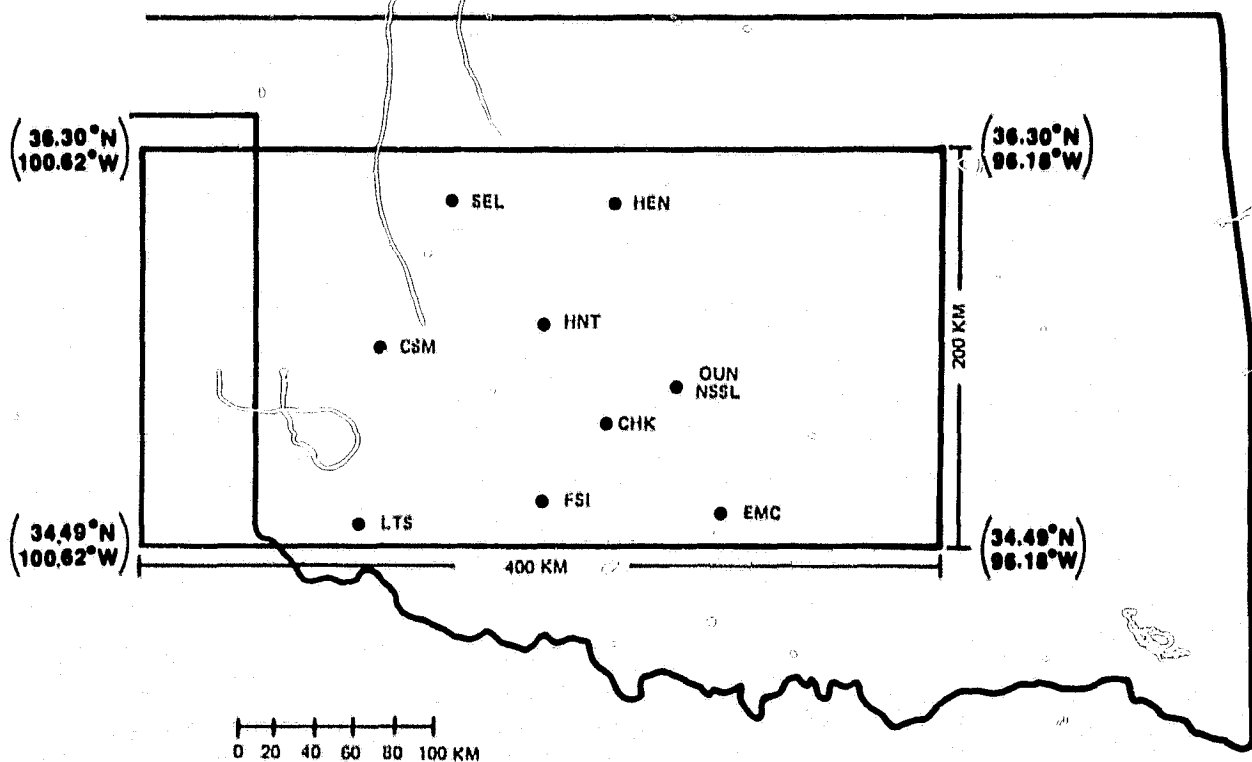 36.30°N
100.62°W
36.30°N
96.18°W
SEL
HEN
HNT
CSM
200 KM
OUN
NSSL
CHK
FSI
EMC
LTS
34.49°N
100.62°W
34.49°N
96.18°W
400 KM
0 20 40 60 80 100 KM